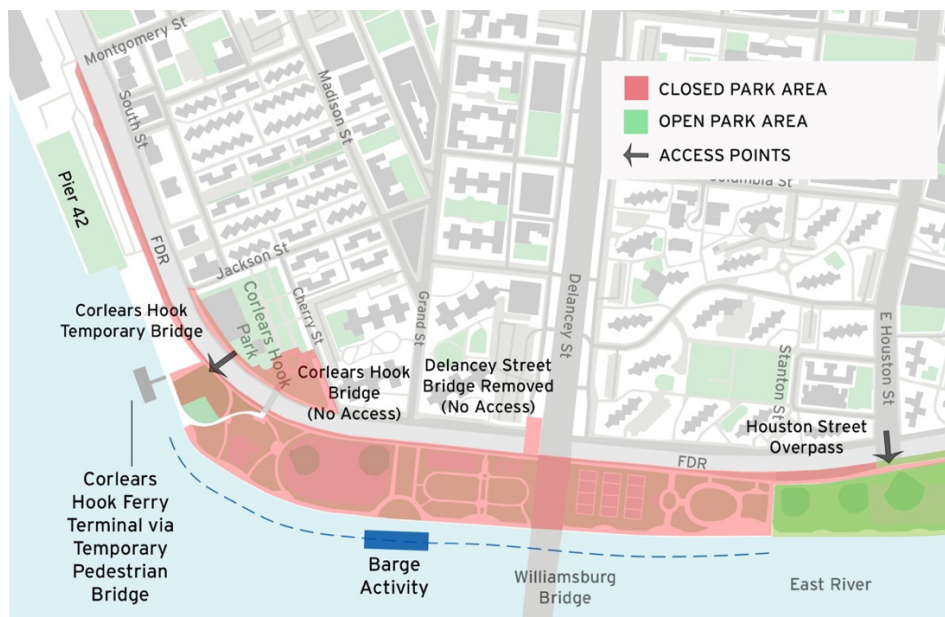 Montgomery St
South St
Madison St
CLOSED PARK AREA
OPEN PARK AREA
ACCESS POINTS
Columbia St
Pier 42
FDR
Jackson St
Corlears Hook
Park
Cherry St
Grand St
Delancey St
Stanton St
E Houston St
Corlears Hook
Temporary Bridge
Corlears Hook
Bridge
(No Access)
Delancey Street
Bridge Removed
(No Access)
Houston Street
Overpass
FDR
Corlears
Hook Ferry
Terminal via
Temporary
Pedestrian
Bridge
Barge
Activity
Williamsburg
Bridge
East River